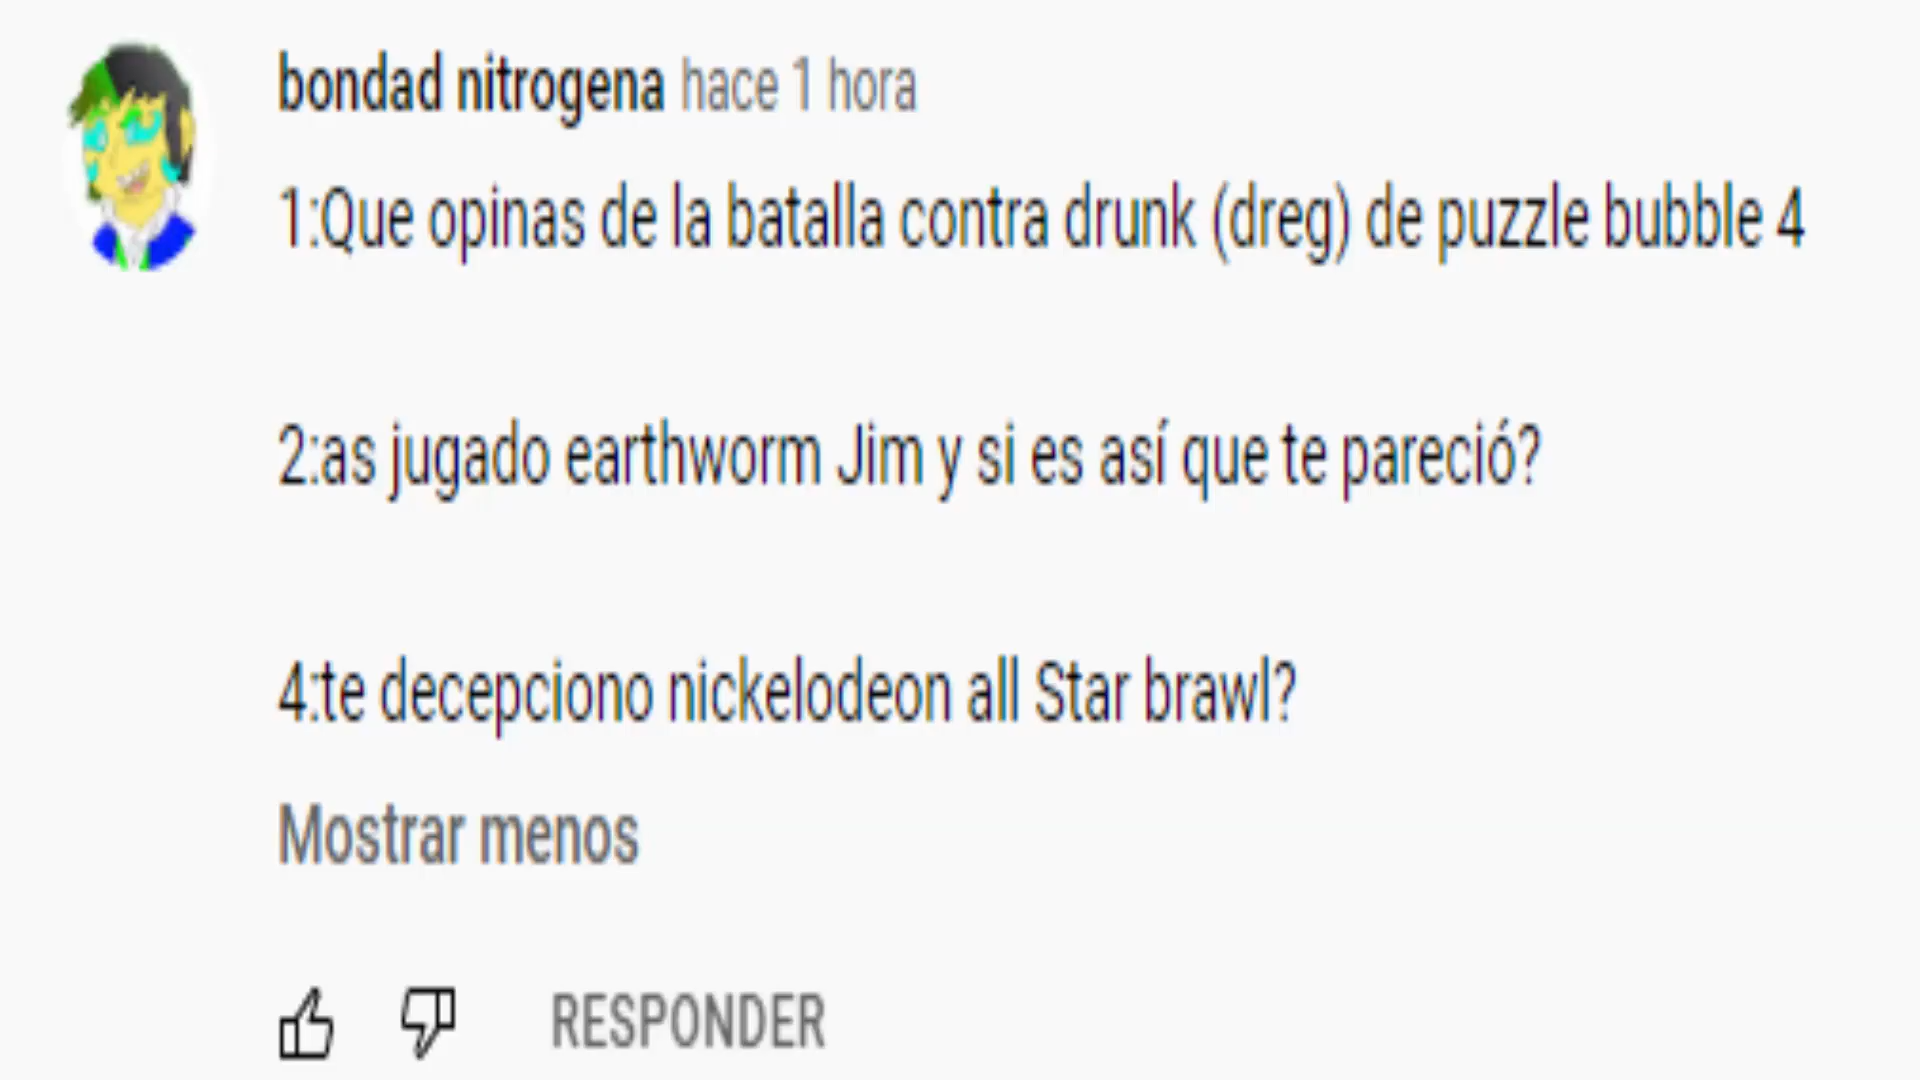 bondad nitrogena hace 1 hora
1:Que opinas de la batalla contra drunk (dreg) de puzzle bubble 4
2:as jugado earthworm Jim y si es así que te pareció?
4:te decepciono nickelodeon all Star brawl?
Mostrar menos
RESPONDER